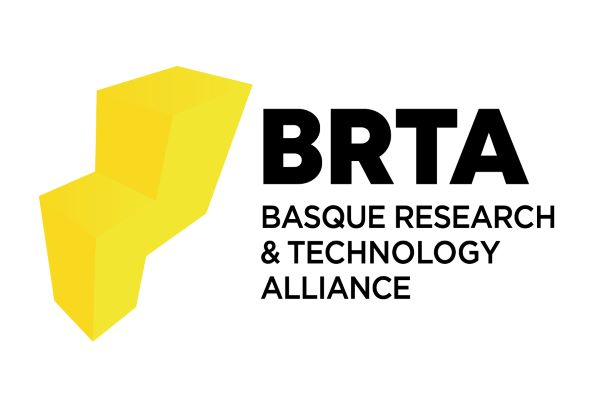 BRTA
BASQUE RESEARCH
& TECHNOLOGY
ALLIANCE